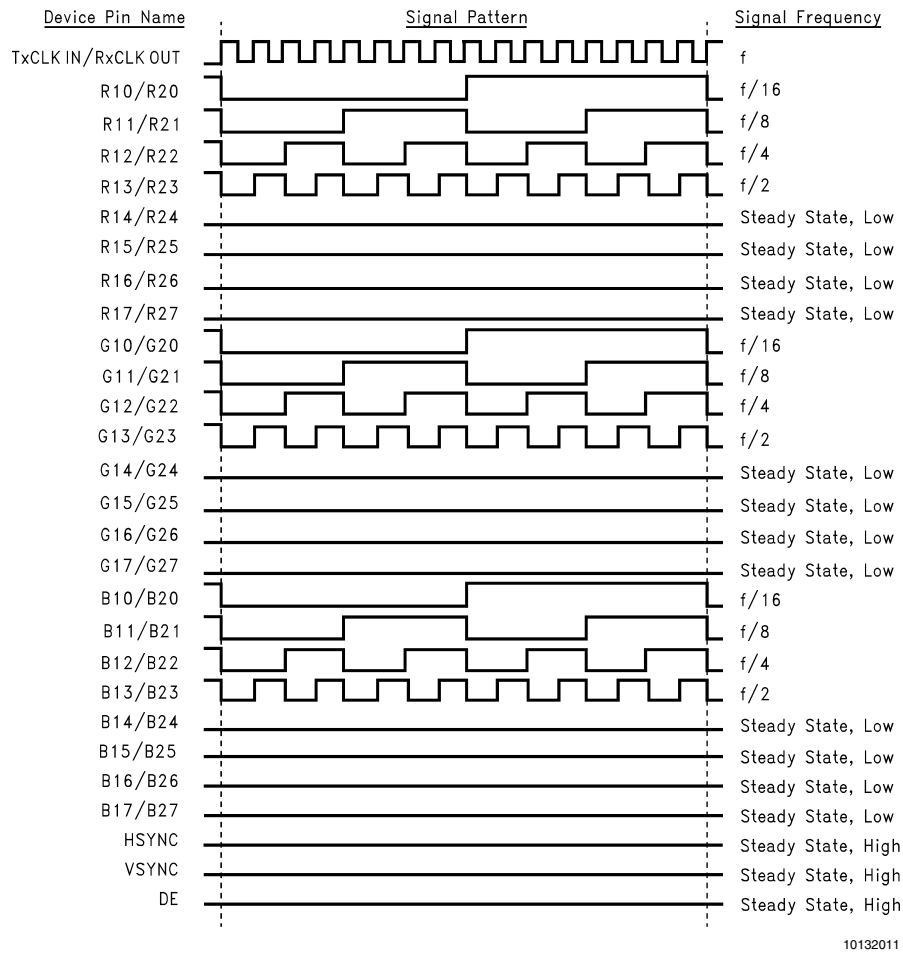 Device Pin Name Signal Pattern Signal Frequency
TxCLK IN/RxCLK OUT f
R10/R20 f/16
R11/R21 f/8
R12/R22 f/4
R13/R23 f/2
R14/R24 Steady State, Low
R15/R25 Steady State, Low
R16/R26 Steady State, Low
R17/R27 Steady State, Low
G10/G20 f/16
G11/G21 f/8
G12/G22 f/4
G13/G23 f/2
G14/G24 Steady State, Low
G15/G25 Steady State, Low
G16/G26 Steady State, Low
G17/G27 Steady State, Low
B10/B20 f/16
B11/B21 f/8
B12/B22 f/4
B13/B23 f/2
B14/B24 Steady State, Low
B15/B25 Steady State, Low
B16/B26 Steady State, Low
B17/B27 Steady State, Low
HSYNC Steady State, High
VSYNC Steady State, High
DE Steady State, High
10132011